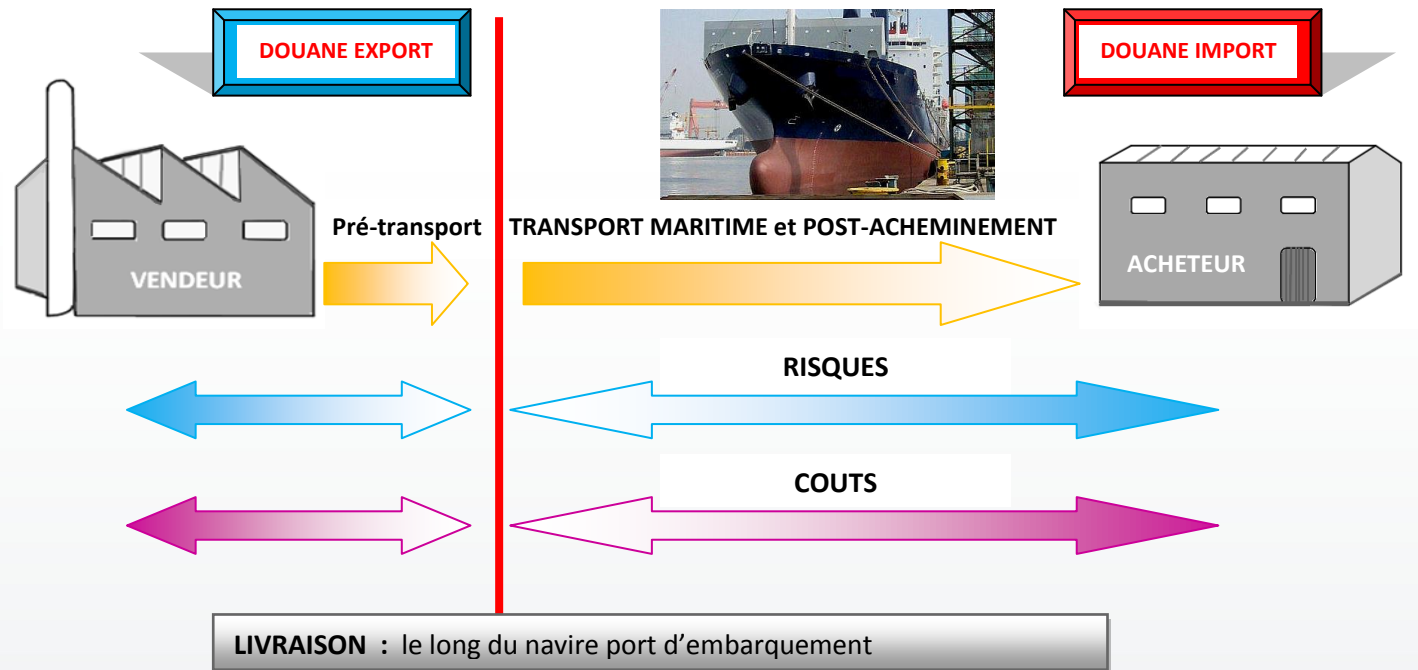 DOUANE EXPORT
DOUANE IMPORT
Pré-transport
TRANSPORT MARITIME et POST-ACHEMINEMENT
VENDEUR
ACHETEUR
RISQUES
COUTS
LIVRAISON : le long du navire port d’embarquement